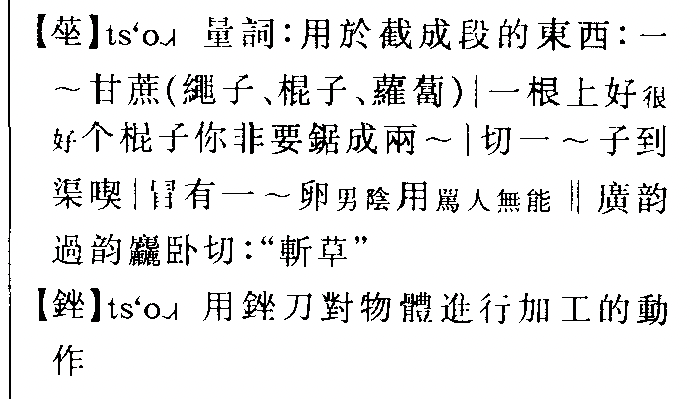 【莝】tsʻo˩ 量詞：用於截成段的東西：一
～甘蔗(繩子、棍子、蘿蔔)|一根上好很
好个棍子你非要鋸成兩～|切一～子到
渠喫|冇有一～卵男陰用罵人無能‖廣韵
過韵麤卧切：“斬草”
【銼】tsʻo˩ 用銼刀對物體進行加工的動
作